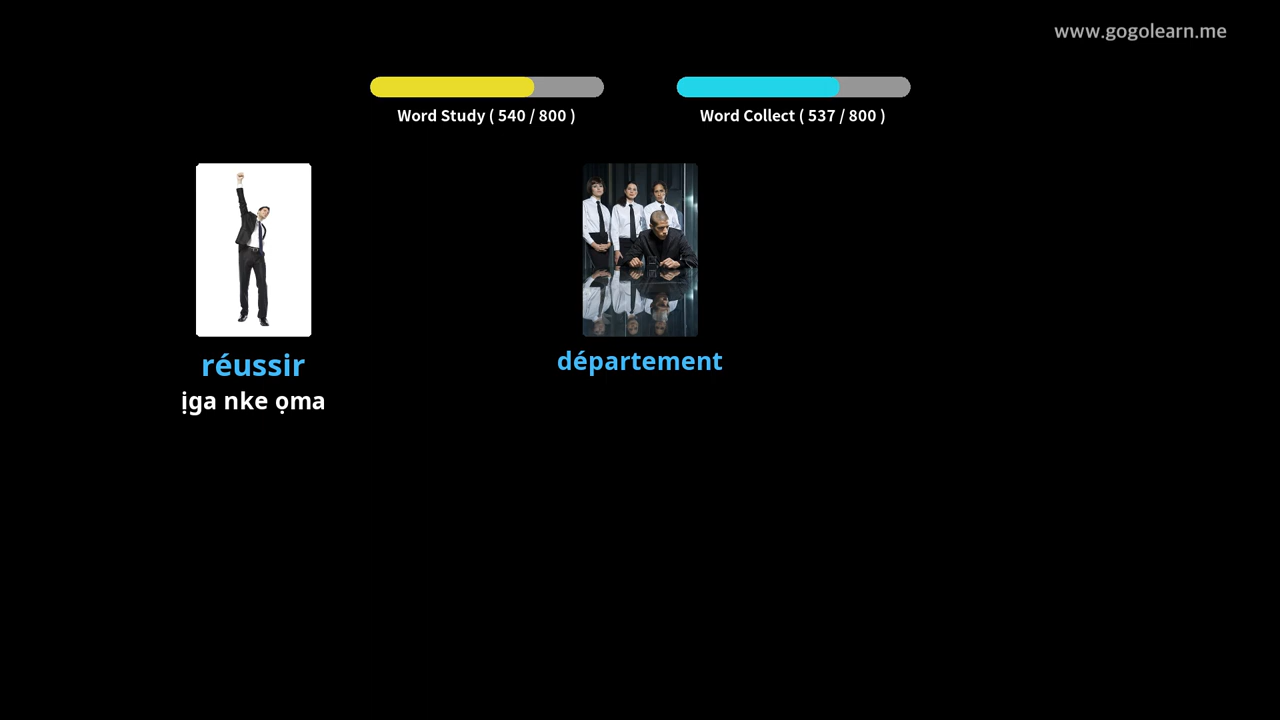 www.gogolearn.me
Word Study ( 540 / 800 )
Word Collect ( 537 / 800 )
réussir
ịga nke ọma
département